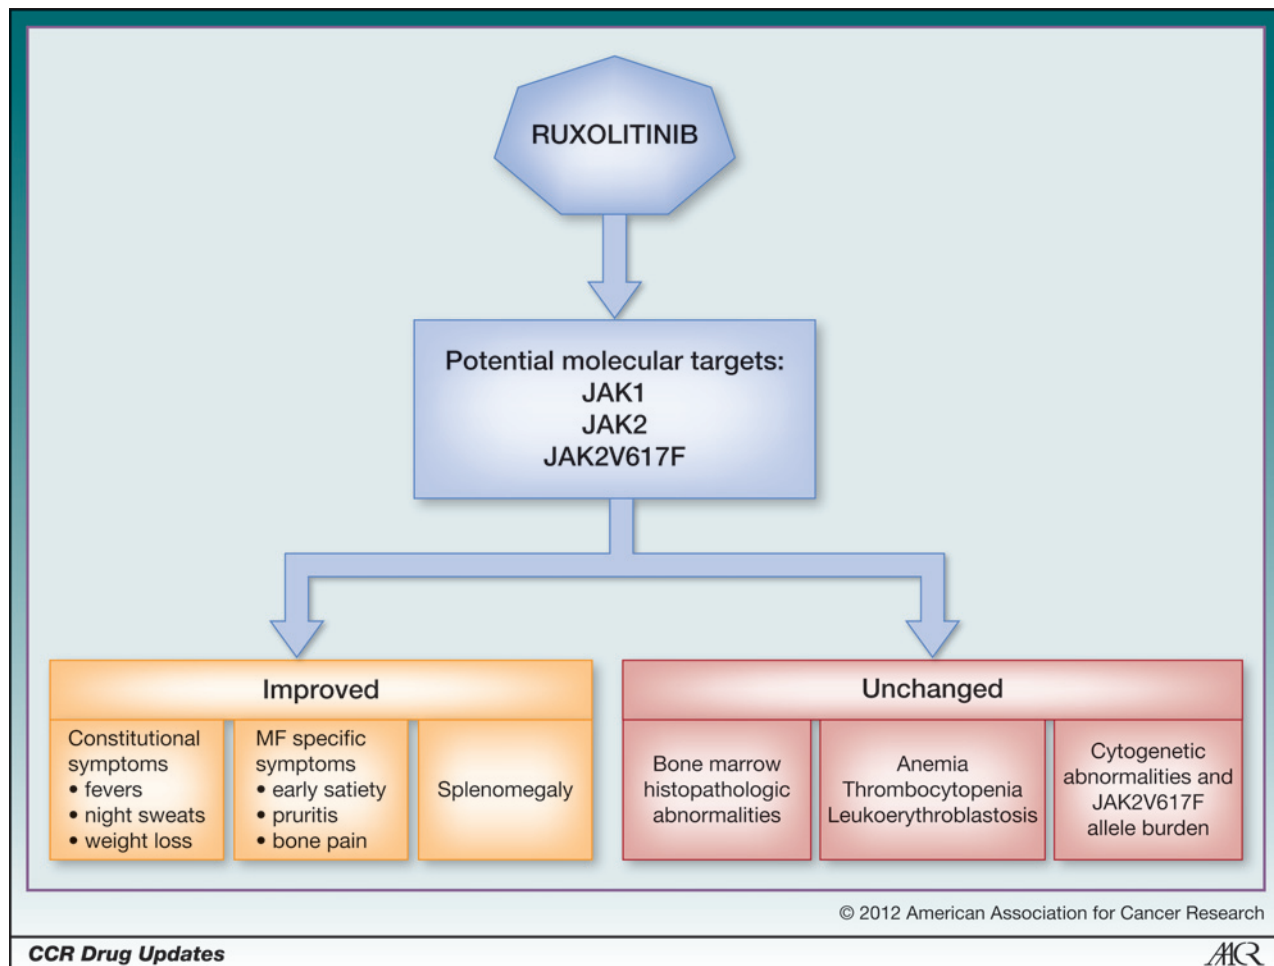 RUXOLITINIB
Potential molecular targets:
JAK1
JAK2
JAK2V617F
Improved
Constitutional
symptoms
• fevers
• night sweats
• weight loss
MF specific
symptoms
• early satiety
• pruritis
• bone pain
Splenomegaly
Unchanged
Bone marrow
histopathologic
abnormalities
Anemia
Thrombocytopenia
Leukoerythroblastosis
Cytogenetic
abnormalities and
JAK2V617F
allele burden
© 2012 American Association for Cancer Research
CCR Drug Updates
AACR